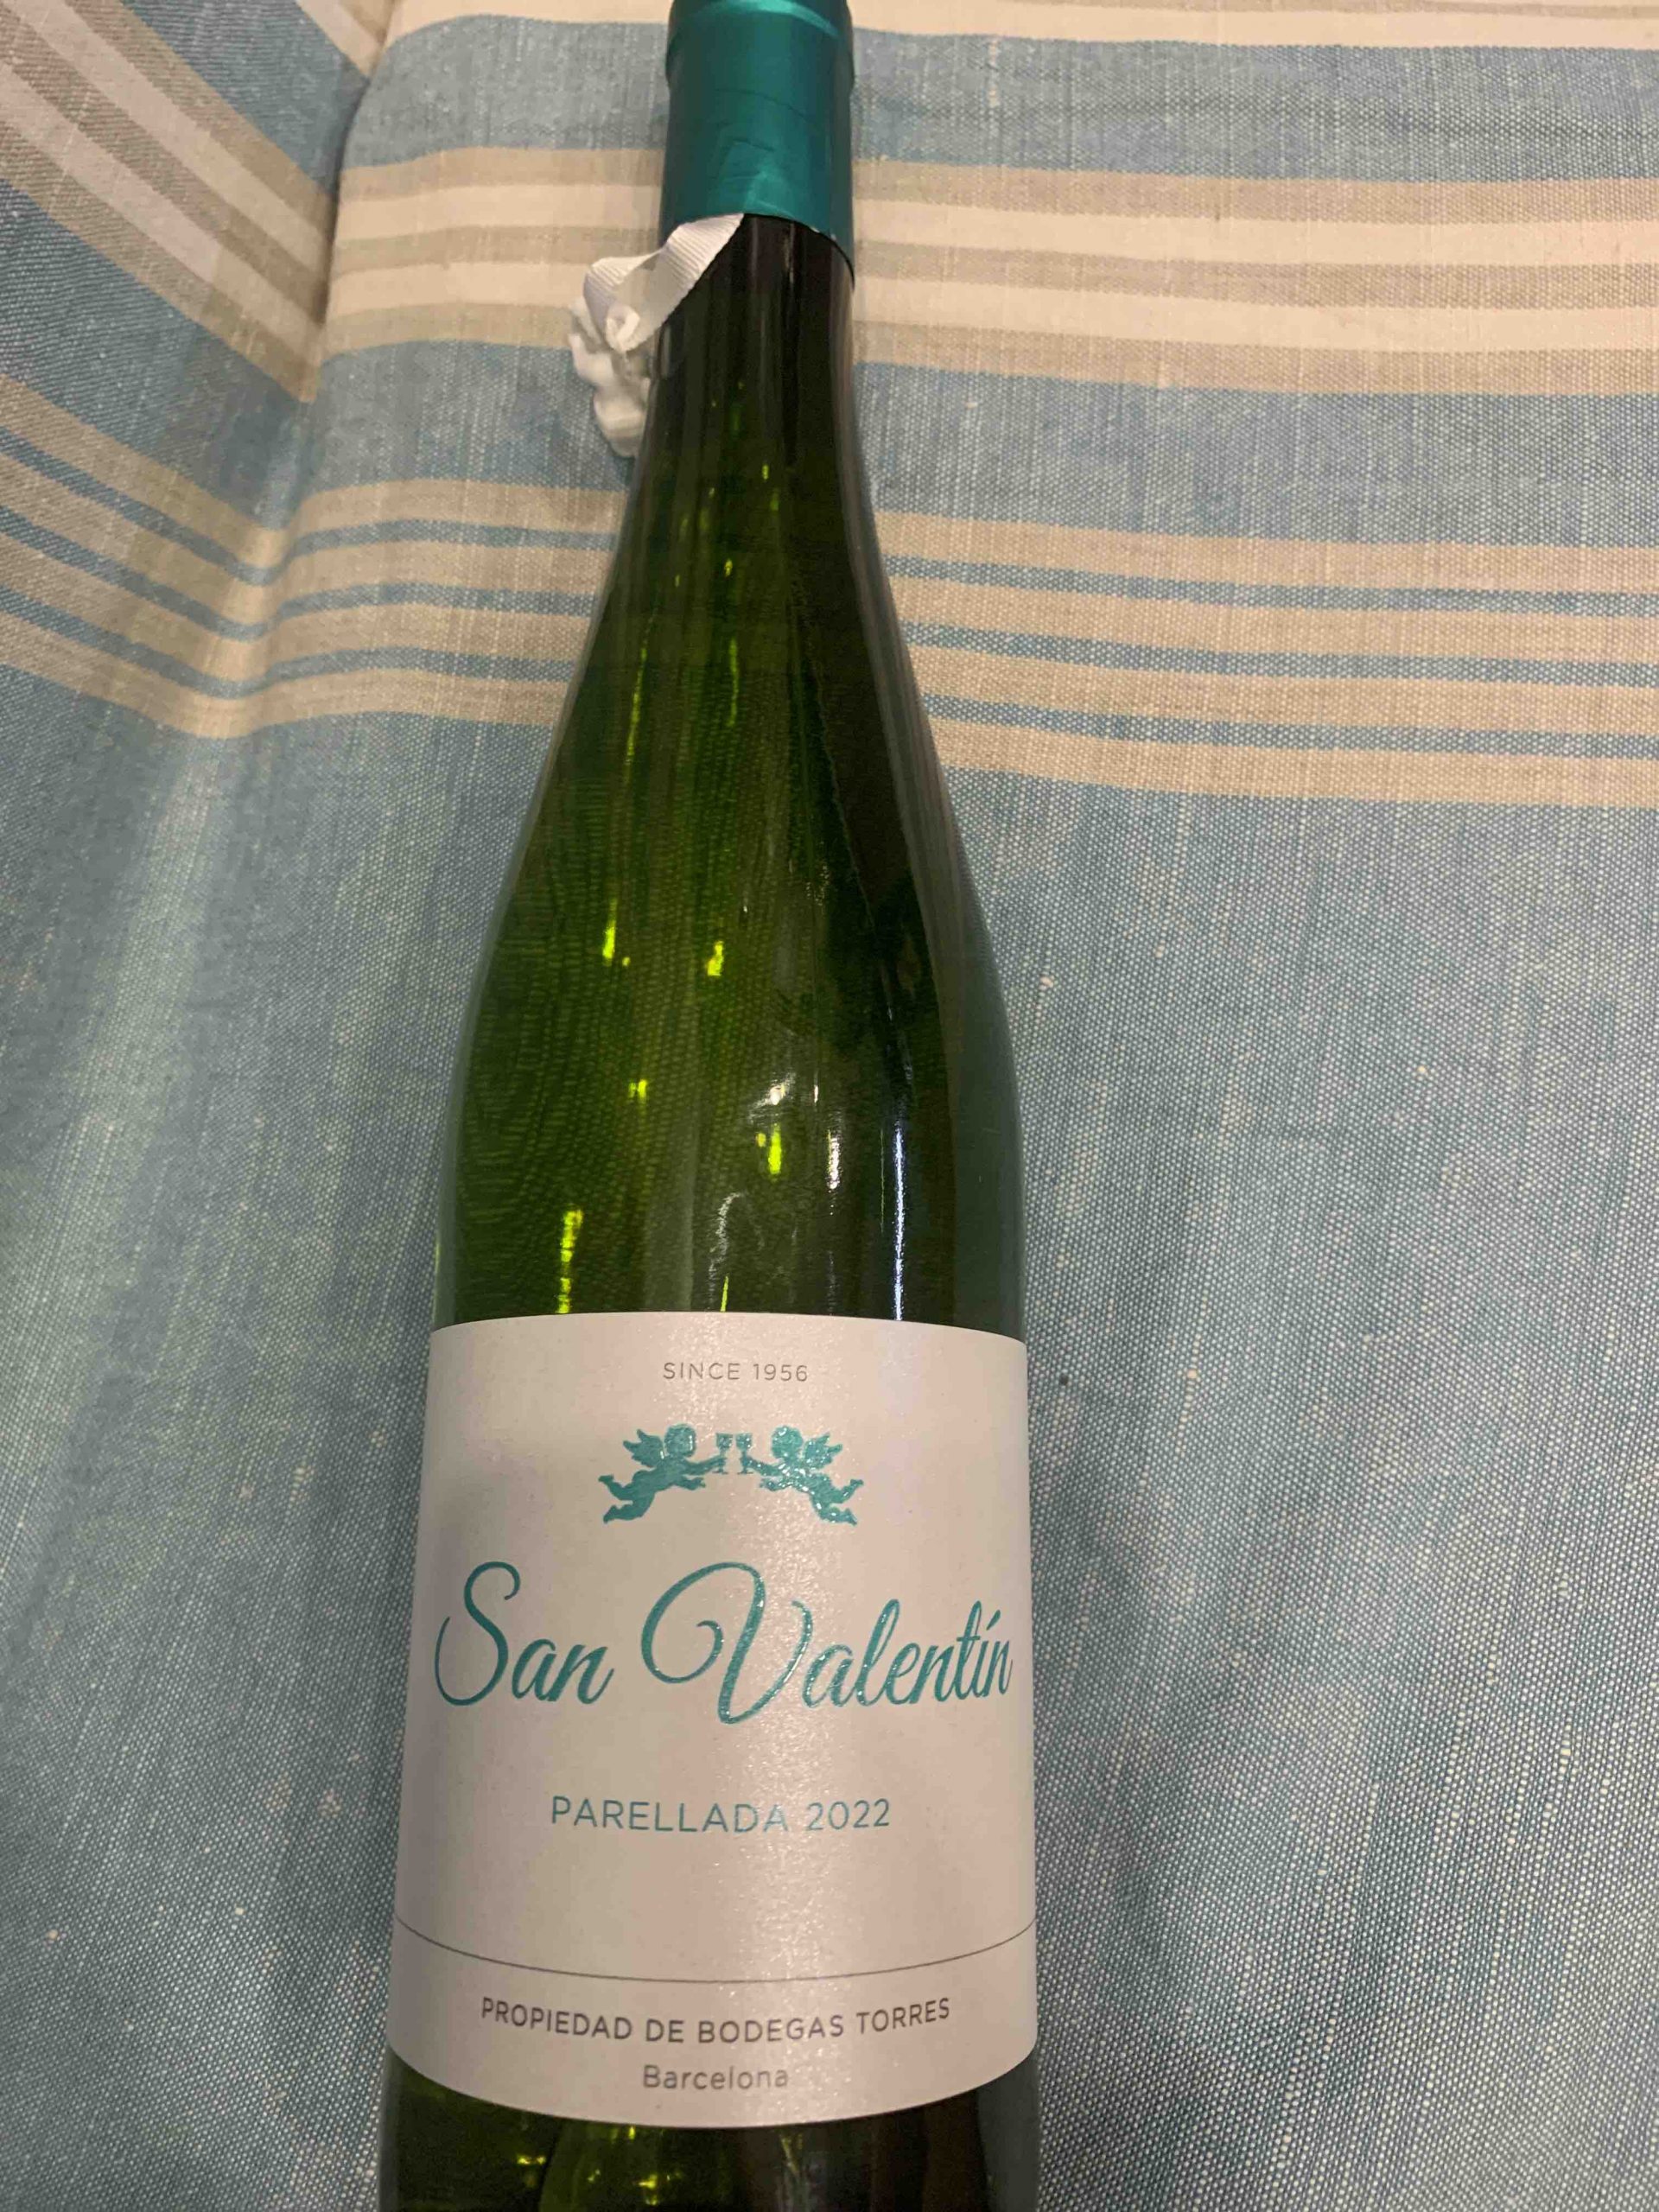 SINCE 1956
San Valentín
PARELLADA 2022
PROPIEDAD DE BODEGAS TORRES
Barcelona